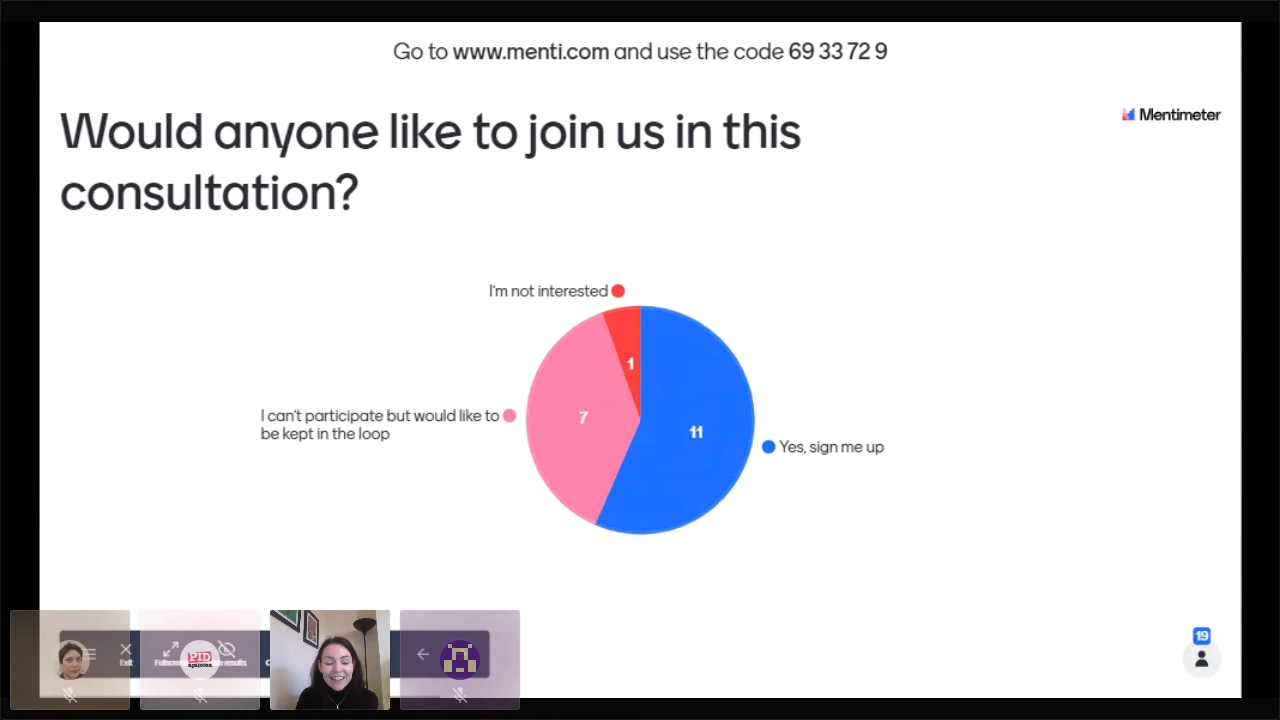 Go to www.menti.com and use the code 69 33 72 9
Would anyone like to join us in this
consultation?
Mentimeter
I'm not interested
1
I can't participate but would like to
be kept in the loop
7
11
Yes, sign me up
19
Exit
PID